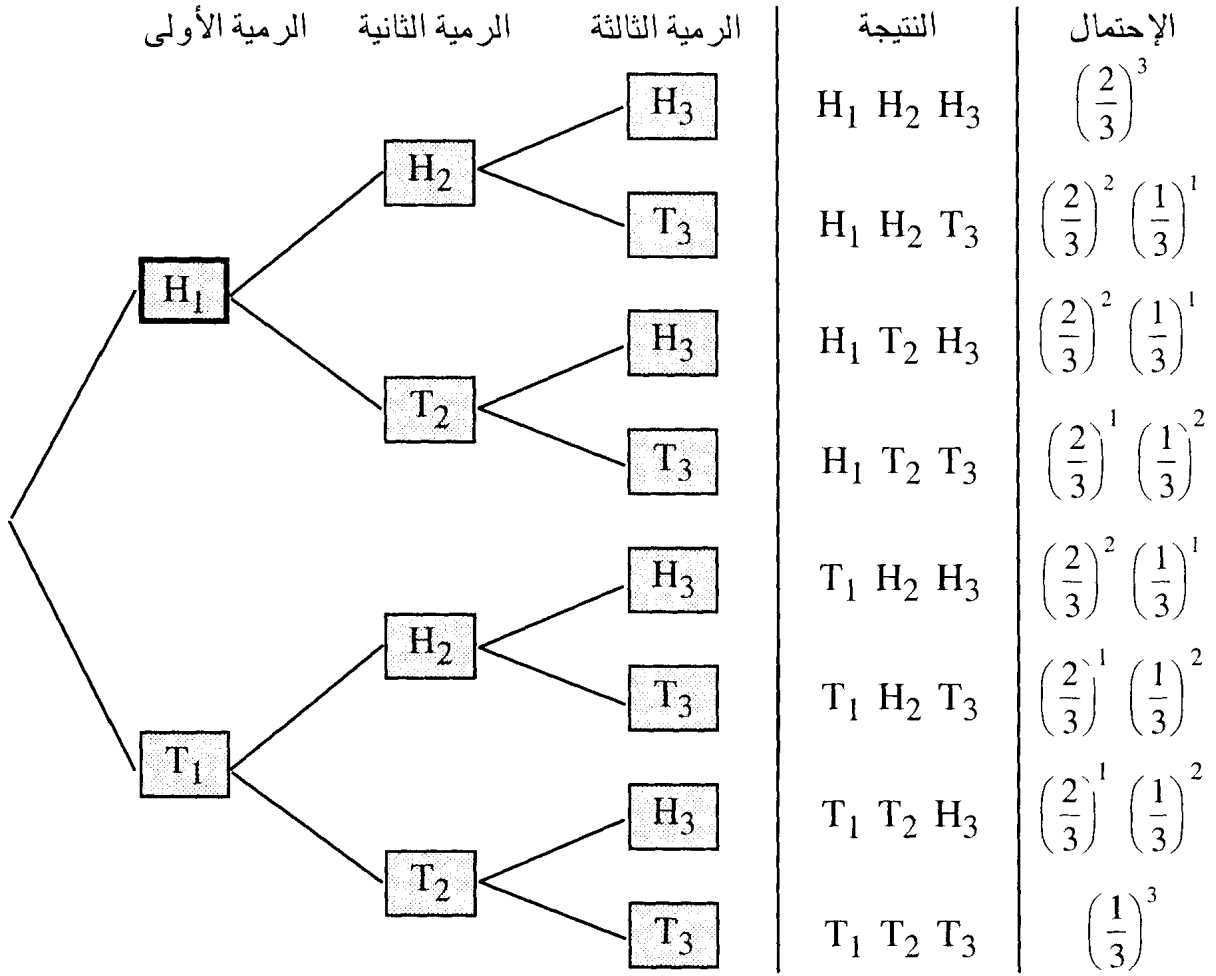 الرمية الأولى الرمية الثانية الرمية الثالثة النتيجة الإحتمال
H₃ H₁ H₂ H₃ (2/3)³
H₂
T₃ H₁ H₂ T₃ (2/3)² (1/3)¹
H₁
H₃ H₁ T₂ H₃ (2/3)² (1/3)¹
T₂
T₃ H₁ T₂ T₃ (2/3)¹ (1/3)²
H₃ T₁ H₂ H₃ (2/3)² (1/3)¹
H₂
T₃ T₁ H₂ T₃ (2/3)¹ (1/3)²
T₁
H₃ T₁ T₂ H₃ (2/3)¹ (1/3)²
T₂
T₃ T₁ T₂ T₃ (1/3)³